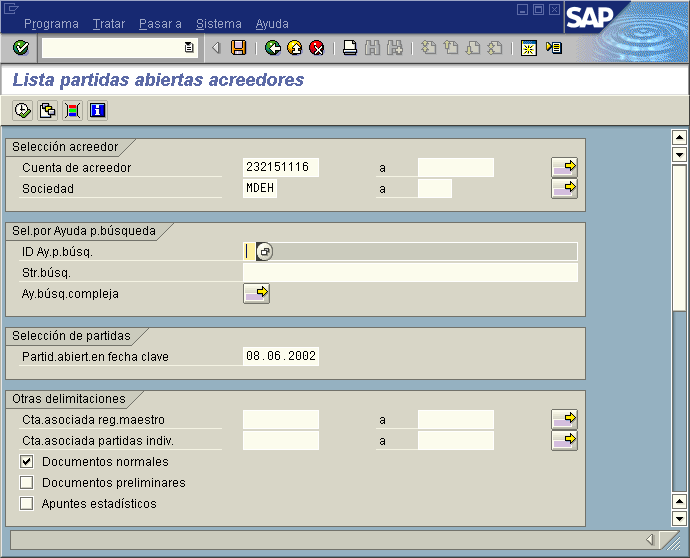 Programa Tratar Pasar a Sistema Ayuda
SAP
Lista partidas abiertas acreedores
Selección acreedor
Cuenta de acreedor 232151116 a
Sociedad MDEH a
Sel.por Ayuda p.búsqueda
ID Ay.p.búsq.
Str.búsq.
Ay.búsq.compleja
Selección de partidas
Partid.abiert.en fecha clave 08.06.2002
Otras delimitaciones
Cta.asociada reg.maestro a
Cta.asociada partidas indiv. a
Documentos normales
Documentos preliminares
Apuntes estadísticos